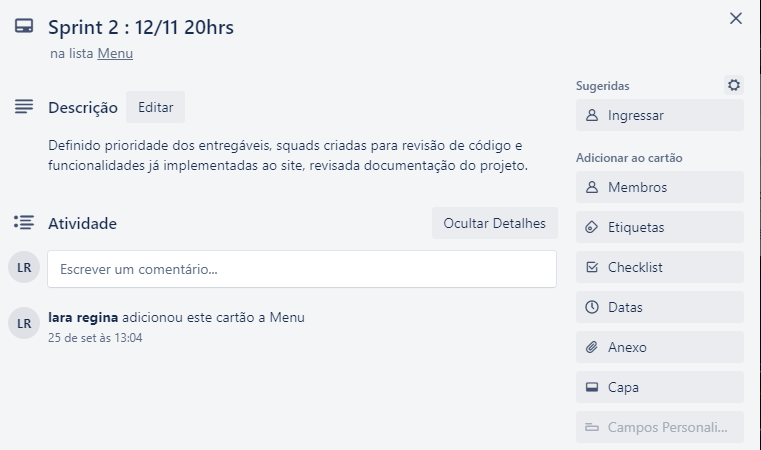 Sprint 2 : 12/11 20hrs
na lista Menu
Descrição Editar
Definido prioridade dos entregáveis, squads criadas para revisão de código e
funcionalidades já implementadas ao site, revisada documentação do projeto.
Atividade Ocultar Detalhes
LR Escrever um comentário...
LR lara regina adicionou este cartão a Menu
25 de set às 13:04
Sugeridas
Ingressar
Adicionar ao cartão
Membros
Etiquetas
Checklist
Datas
Anexo
Capa
Campos Personali...